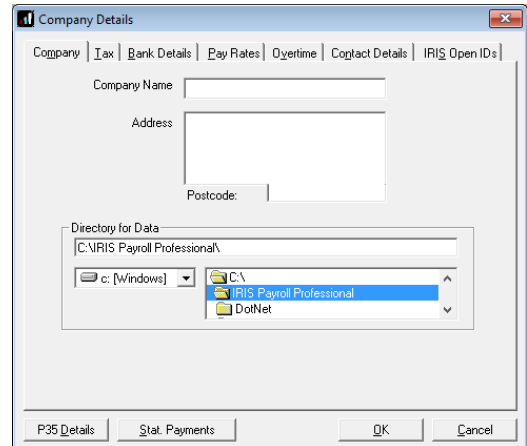 Company Details
Company Tax Bank Details Pay Rates Overtime Contact Details IRIS Open IDs
Company Name
Address
Postcode:
Directory for Data
C:\IRIS Payroll Professional\
c: [Windows] C:\
IRIS Payroll Professional
DotNet
P35 Details Stat. Payments OK Cancel